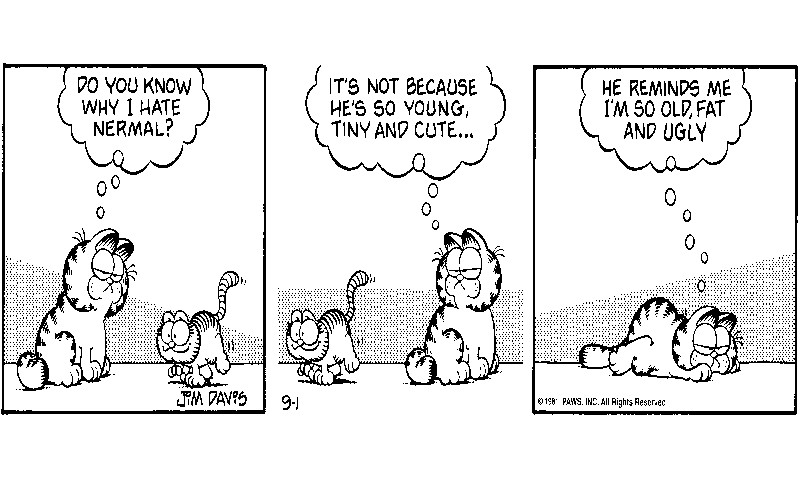 DO YOU KNOW
WHY I HATE
NERMAL?
JIM DAVIS
IT'S NOT BECAUSE
HE'S SO YOUNG,
TINY AND CUTE...
9-1
HE REMINDS ME
I'M SO OLD, FAT
AND UGLY
© 1981 PAWS, INC. All Rights Reserved